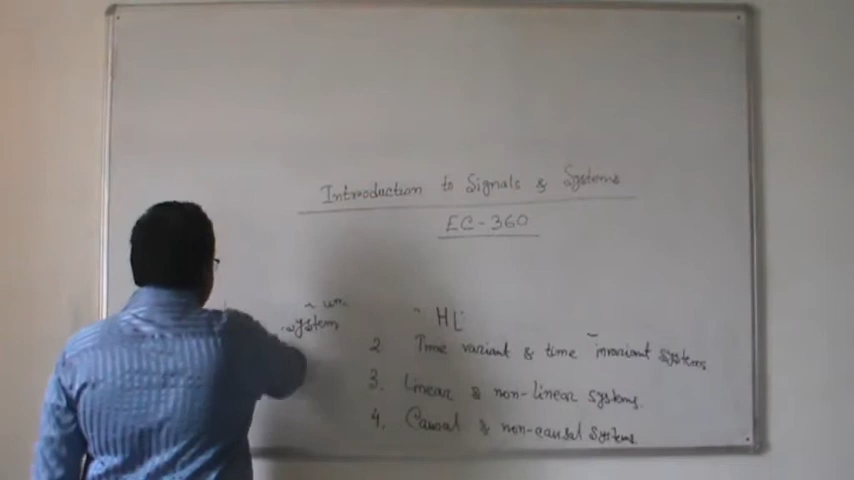 Introduction to Signals & Systems
EC-360
system
HL
2 Time variant & time invariant systems
3. Linear & non-linear systems.
4. Causal & non-causal systems